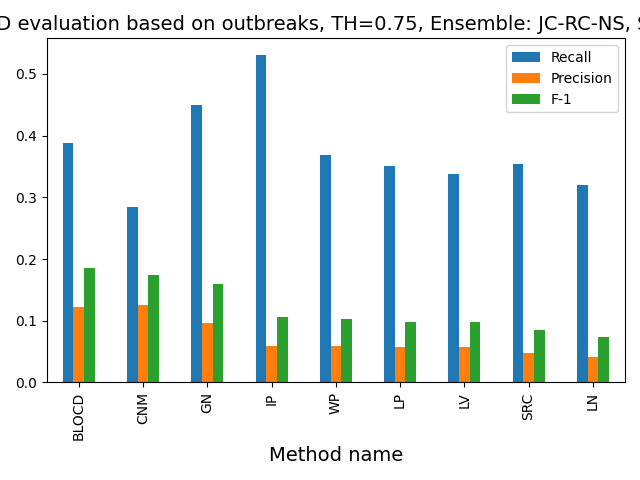 D evaluation based on outbreaks, TH=0.75, Ensemble: JC-RC-NS,
Recall
Precision
F-1
0.5
0.4
0.3
0.2
0.1
0.0
BLOCD
CNM
GN
IP
WP
LP
LV
SRC
LN
Method name